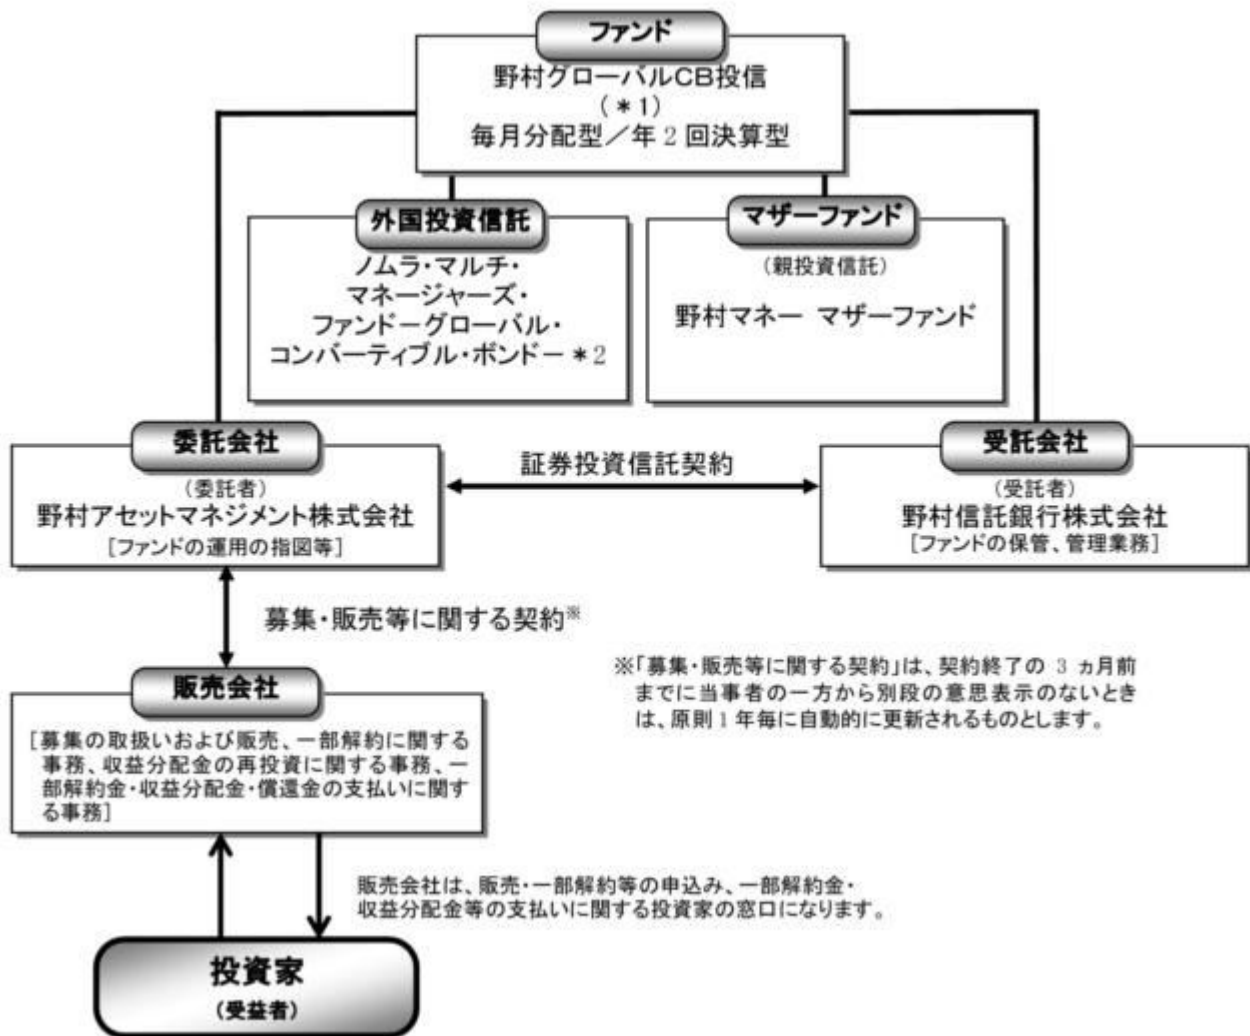 ファンド
野村グローバルCB投信
(＊1)
毎月分配型／年2回決算型
外国投資信託
ノムラ・マルチ・
マネージャーズ・
ファンド－グローバル・
コンバーティブル・ボンド－＊2
マザーファンド
(親投資信託)
野村マネー マザーファンド
委託会社
(委託者)
野村アセットマネジメント株式会社
[ファンドの運用の指図等]
証券投資信託契約
受託会社
(受託者)
野村信託銀行株式会社
[ファンドの保管、管理業務]
募集・販売等に関する契約※
※「募集・販売等に関する契約」は、契約終了の 3 ヵ月前
までに当事者の一方から別段の意思表示のないとき
は、原則1年毎に自動的に更新されるものとします。
販売会社
[募集の取扱いおよび販売、一部解約に関する
事務、収益分配金の再投資に関する事務、一
部解約金・収益分配金・償還金の支払いに関す
る事務]
販売会社は、販売・一部解約等の申込み、一部解約金・
収益分配金等の支払いに関する投資家の窓口になります。
投資家
(受益者)